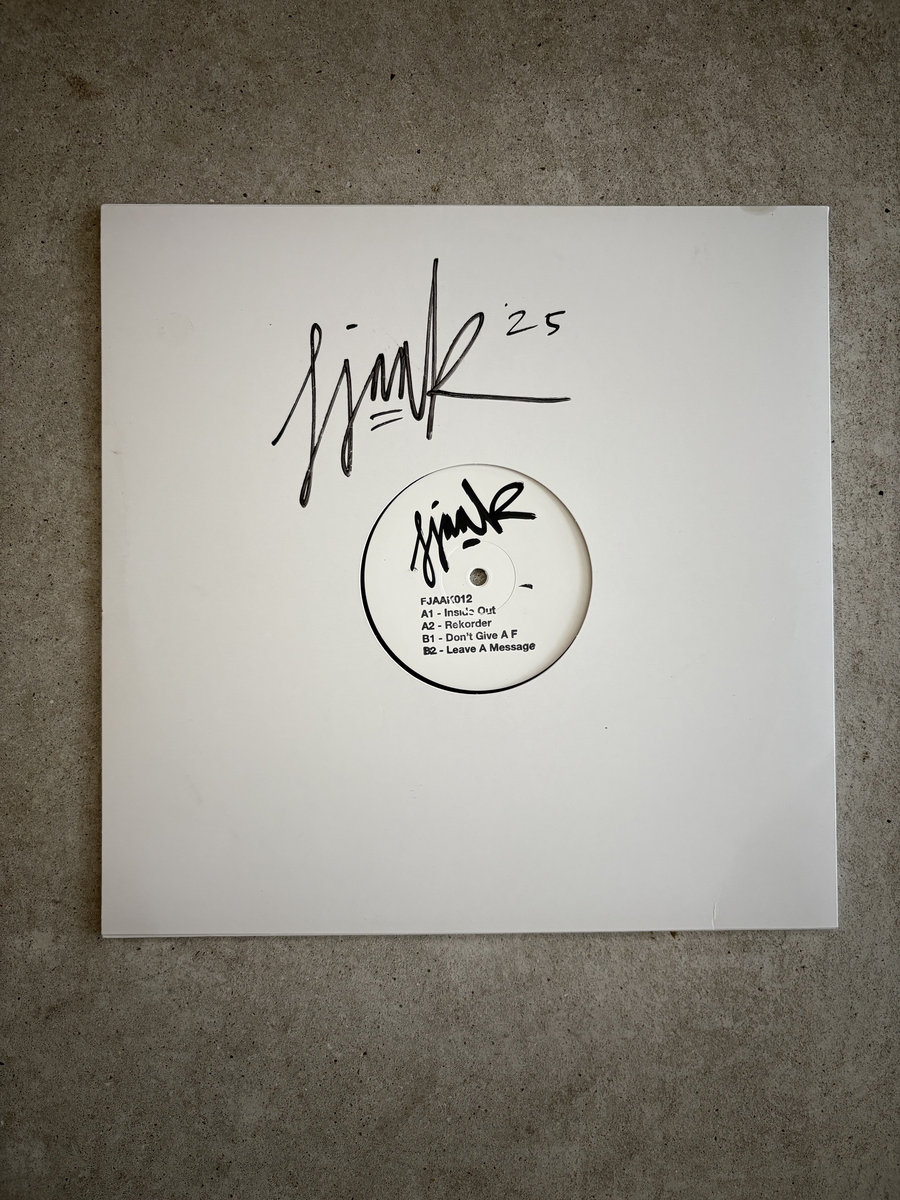 fjaak '25
fjaak
FJAAK012
A1 - Inside Out
A2 - Rekorder
B1 - Don't Give A F
B2 - Leave A Message